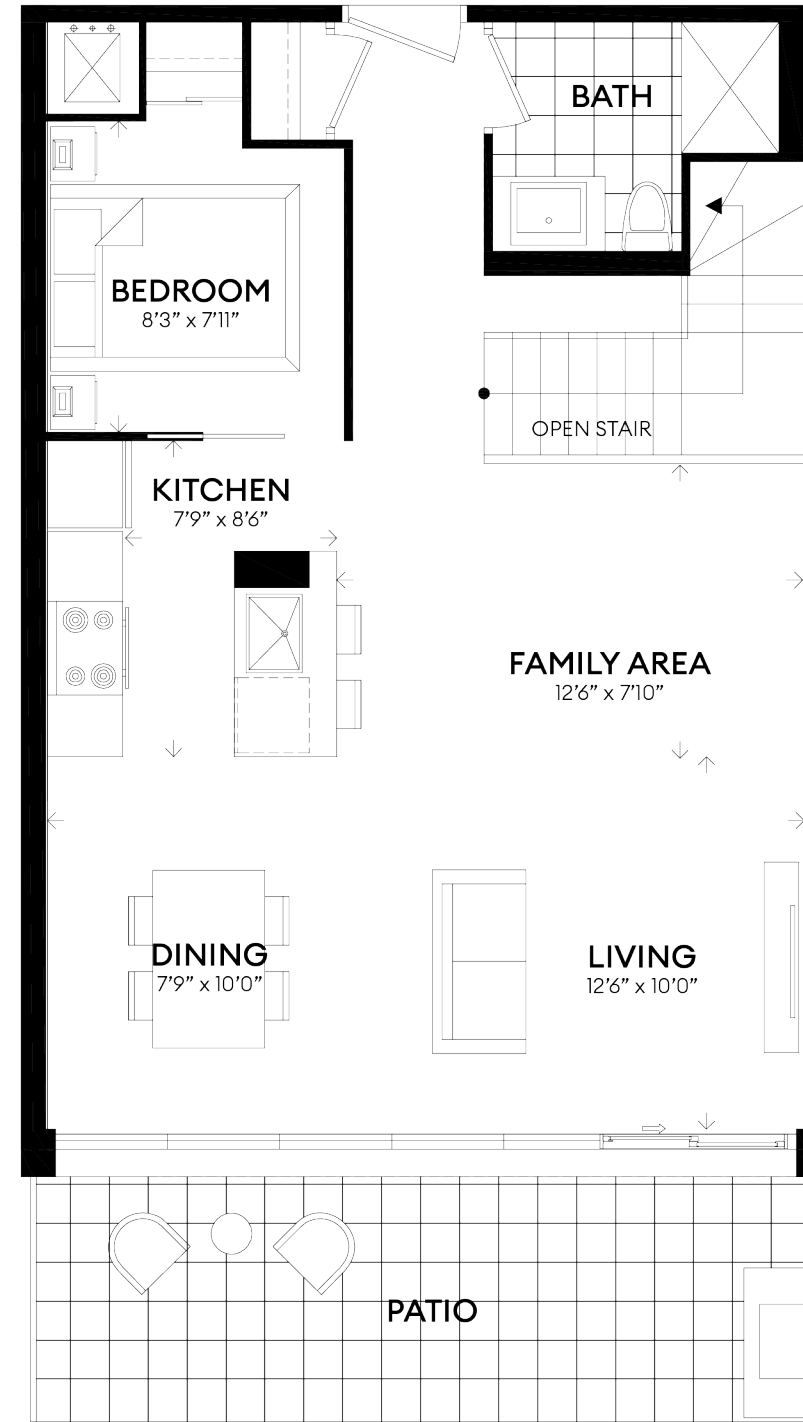 BATH
BEDROOM
8’3” x 7’11”
OPEN STAIR
KITCHEN
7’9” x 8’6”
FAMILY AREA
12’6” x 7’10”
DINING
7’9” x 10’0”
LIVING
12’6” x 10’0”
PATIO